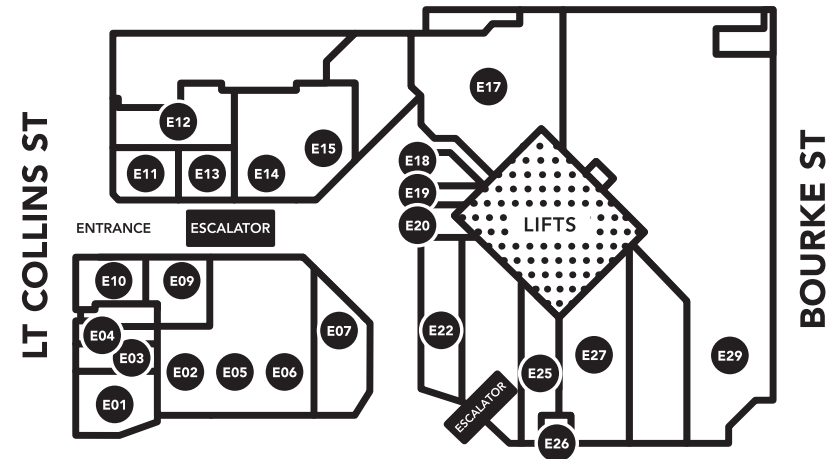 LT COLLINS ST
BOURKE ST
E17
E12
E15
E18
E11
E13
E14
E19
E20
LIFTS
ENTRANCE
ESCALATOR
E10
E09
E04
E03
E07
E22
E27
E29
E02
E05
E06
E25
E01
ESCALATOR
E26